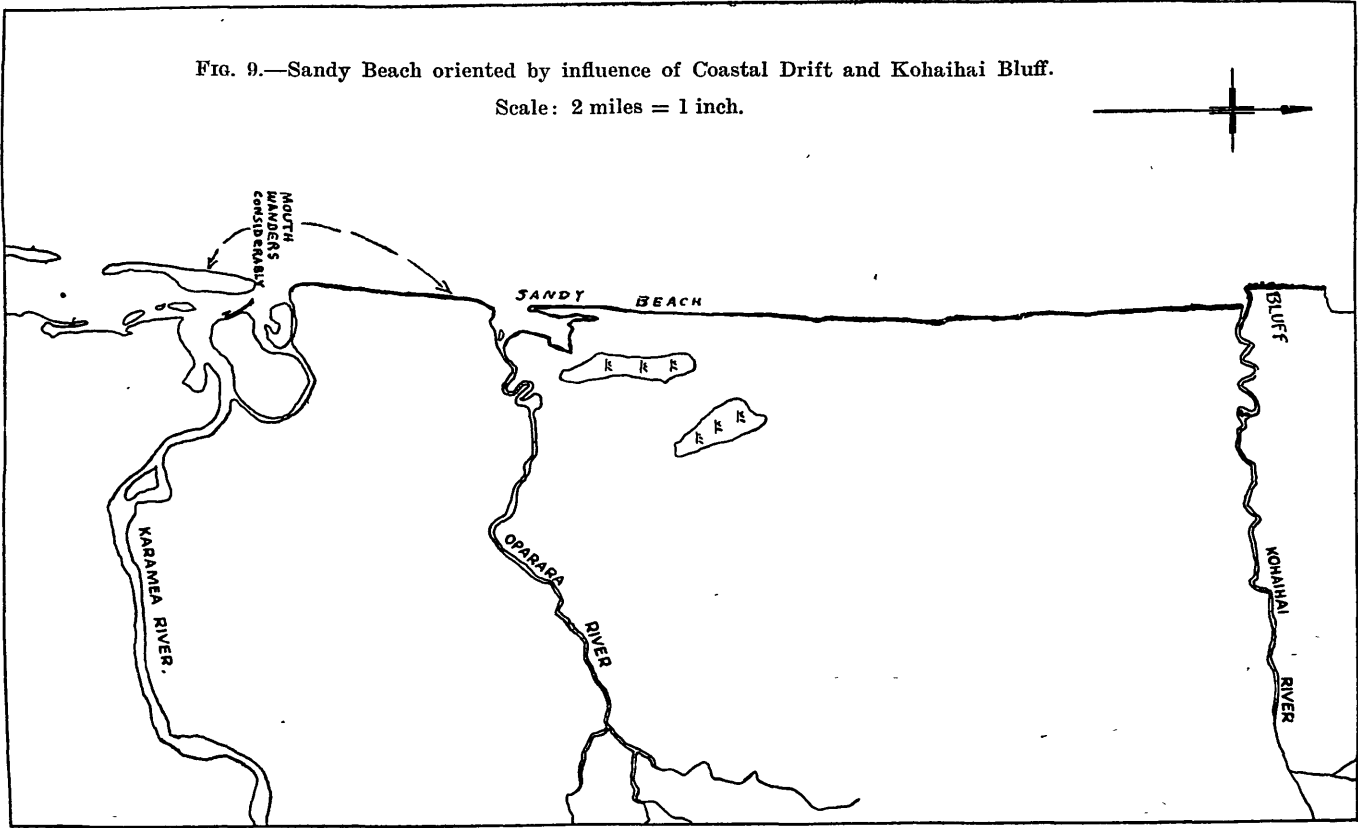 FIG. 9.—Sandy Beach oriented by influence of Coastal Drift and Kohaihai Bluff.
Scale: 2 miles = 1 inch.
MOUTH
WANDERS
CONSIDERABLY
SANDY BEACH
BLUFF
KARAMEA RIVER.
OPARARA RIVER
KOHAIHAI RIVER